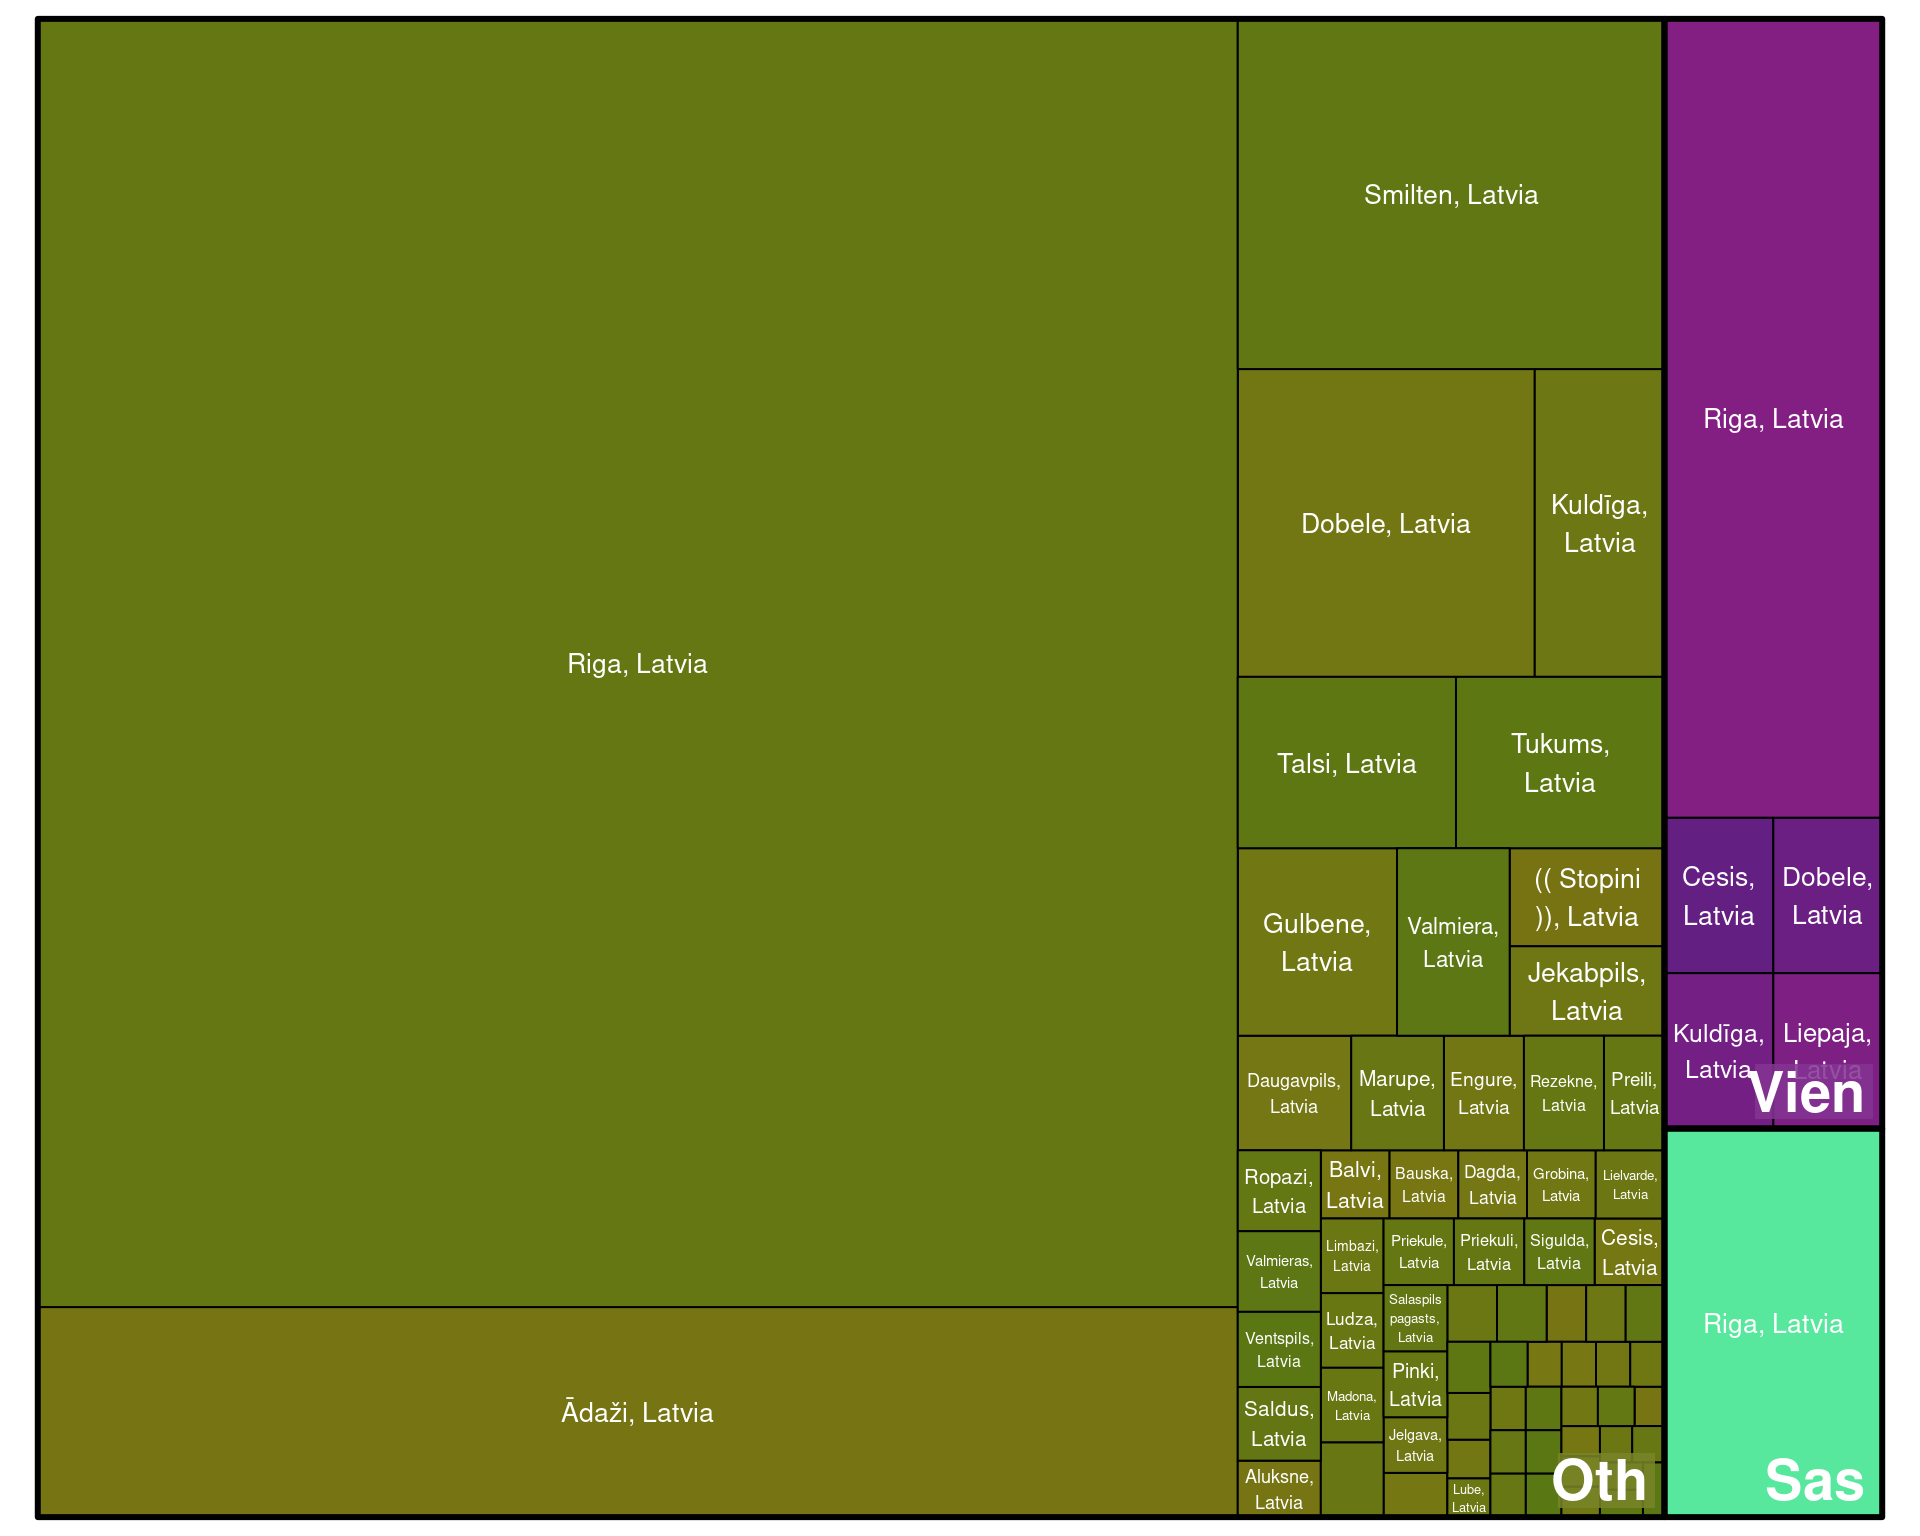 Riga, Latvia
Ādaži, Latvia
Smilten, Latvia
Dobele, Latvia
Kuldīga,
Latvia
Talsi, Latvia
Tukums,
Latvia
Gulbene,
Latvia
Valmiera,
Latvia
(( Stopini
)), Latvia
Jekabpils,
Latvia
Daugavpils,
Latvia
Marupe,
Latvia
Engure,
Latvia
Rezekne,
Latvia
Preili,
Latvia
Ropazi,
Latvia
Valmieras,
Latvia
Ventspils,
Latvia
Saldus,
Latvia
Aluksne,
Latvia
Balvi,
Latvia
Bauska,
Latvia
Dagda,
Latvia
Grobina,
Latvia
Lielvarde,
Latvia
Limbazi,
Latvia
Ludza,
Latvia
Madona,
Latvia
Priekule,
Latvia
Priekuli,
Latvia
Sigulda,
Latvia
Cesis,
Latvia
Salaspils
pagasts,
Latvia
Pinki,
Latvia
Jelgava,
Latvia
Lube,
Latvia
Oth
Riga, Latvia
Cesis,
Latvia
Dobele,
Latvia
Kuldīga,
Latvia
Liepaja,
Latvia
Vien
Riga, Latvia
Sas